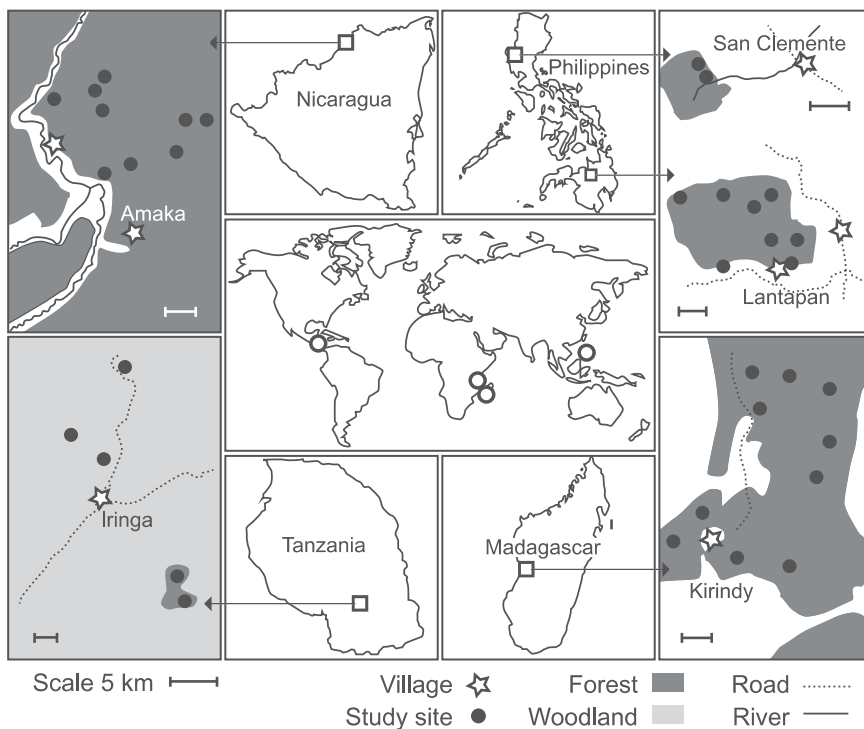 San Clemente
Philippines
Nicaragua
Amaka
Lantapan
Iringa
Tanzania
Madagascar
Kirindy
Scale 5 km
Village
Forest
Road
Study site
Woodland
River